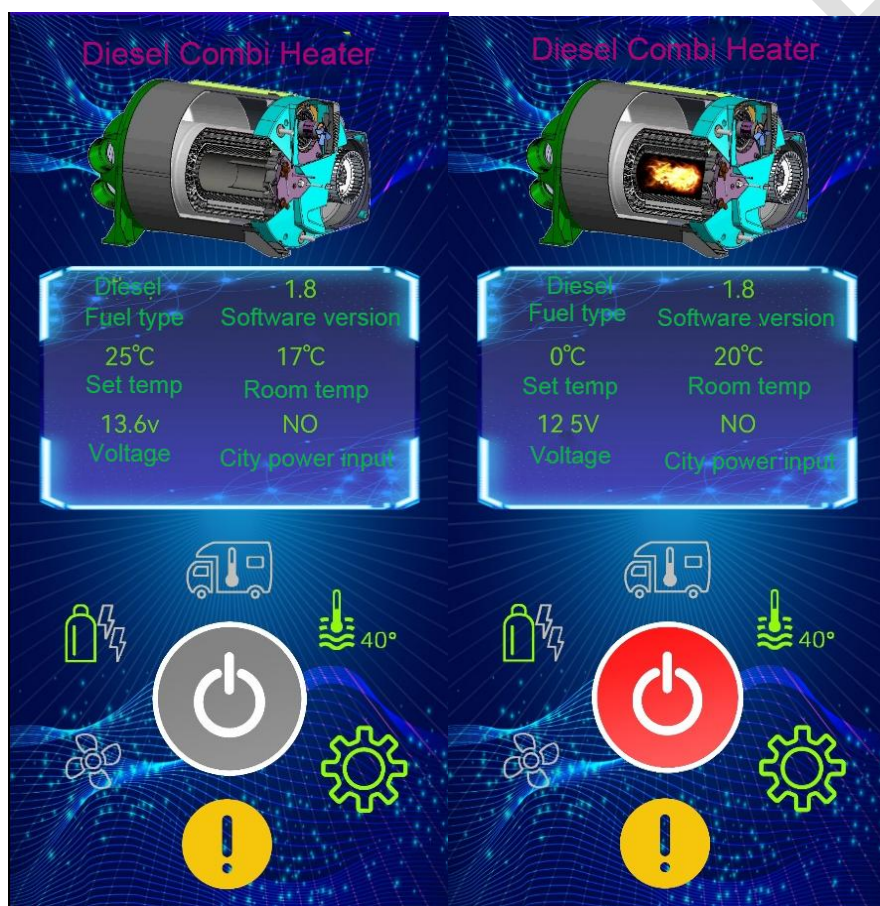 Diesel Combi Heater
Diesel 1.8
Fuel type Software version
25°C 17°C
Set temp Room temp
13.6v NO
Voltage City power input
40°
Diesel Combi Heater
Diesel 1.8
Fuel type Software version
0°C 20°C
Set temp Room temp
12 5V NO
Voltage City power input
40°